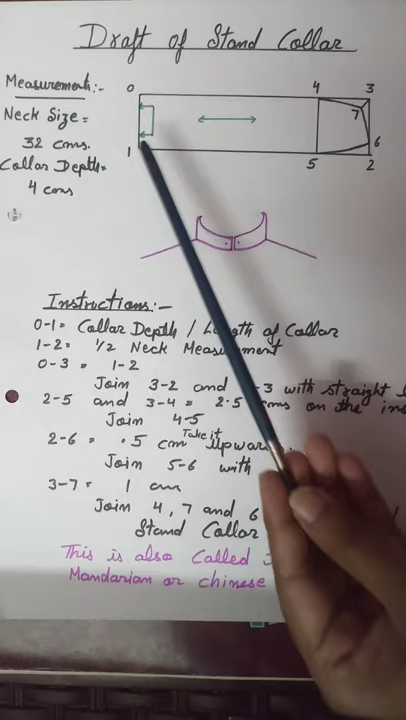 Draft of Stand Collar
Measurement:-
Neck Size =
32 cms.
Collar Depth=
4 cms
0
4
3
7
6
1
5
2
Instructions:-
0-1 = Collar Depth / Length of Collar
1-2 = 1/2 Neck Measurement
0-3 = 1-2
Join 3-2 and -3 with straight
2-5 and 3-4 = 2.5 cms on the
Join 4-5
2-6 = .5 cm Take it Upwards.
Join 5-6 with
3-7 = 1 cm
Join 4, 7 and 6
Stand Collar
This is also Called
Mandarian or chinese